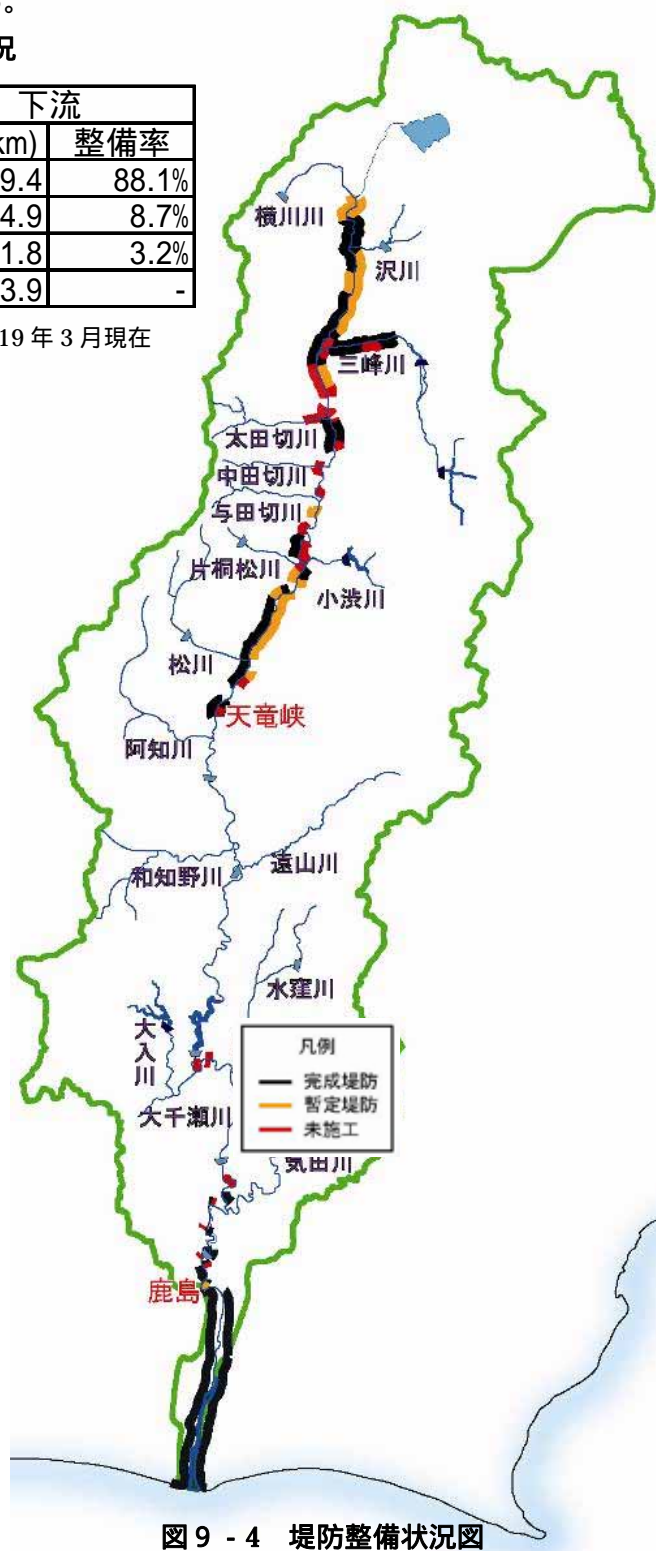 。
況
下流
km) 整備率
9.4 88.1%
4.9 8.7%
1.8 3.2%
3.9 -
19 年 3 月現在
横川川
沢川
三峰川
太田切川
中田切川
与田切川
片桐松川
小渋川
松川
天竜峡
阿知川
遠山川
和知野川
水窪川
大入川
凡例
完成堤防
暫定堤防
未施工
大千瀬川
気田川
鹿島
図9-4 堤防整備状況図